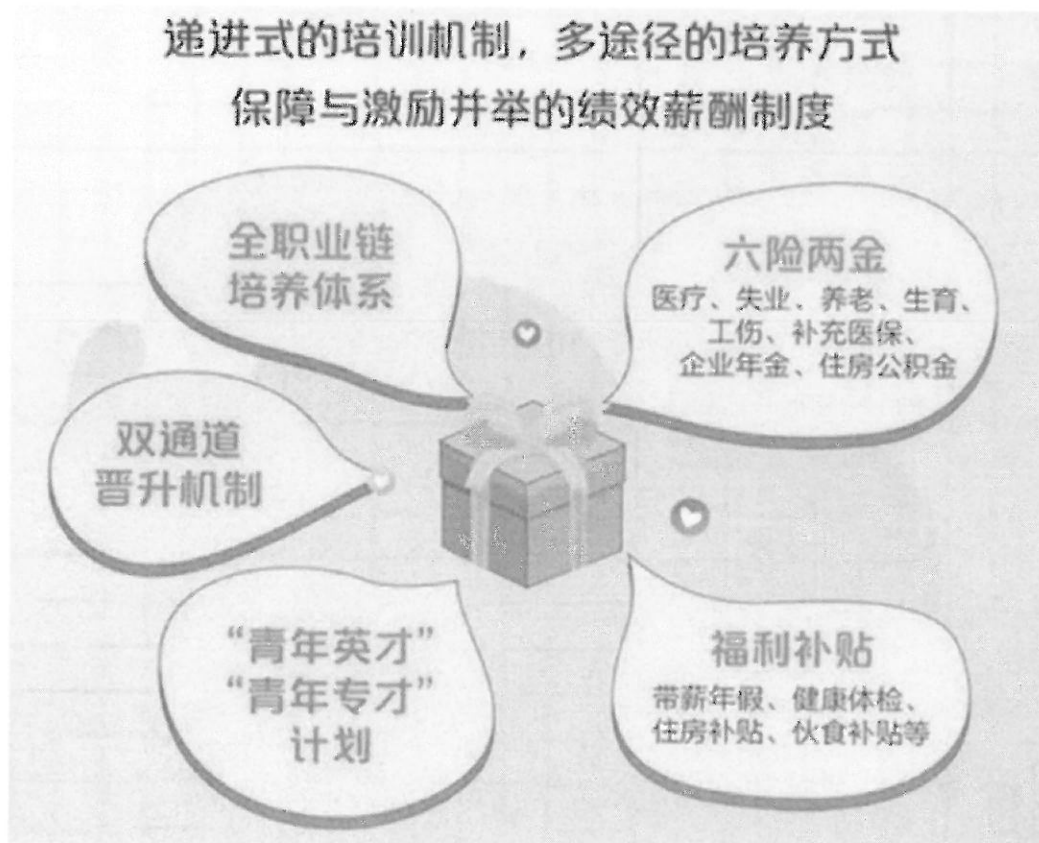 递进式的培训机制，多途径的培养方式
保障与激励并举的绩效薪酬制度
全职业链
培养体系
六险两金
医疗、失业、养老、生育、
工伤、补充医保、
企业年金、住房公积金
双通道
晋升机制
“青年英才”
“青年专才”
计划
福利补贴
带薪年假、健康体检、
住房补贴、伙食补贴等